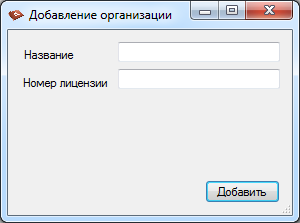 Добавление организации
Название
Номер лицензии
Добавить